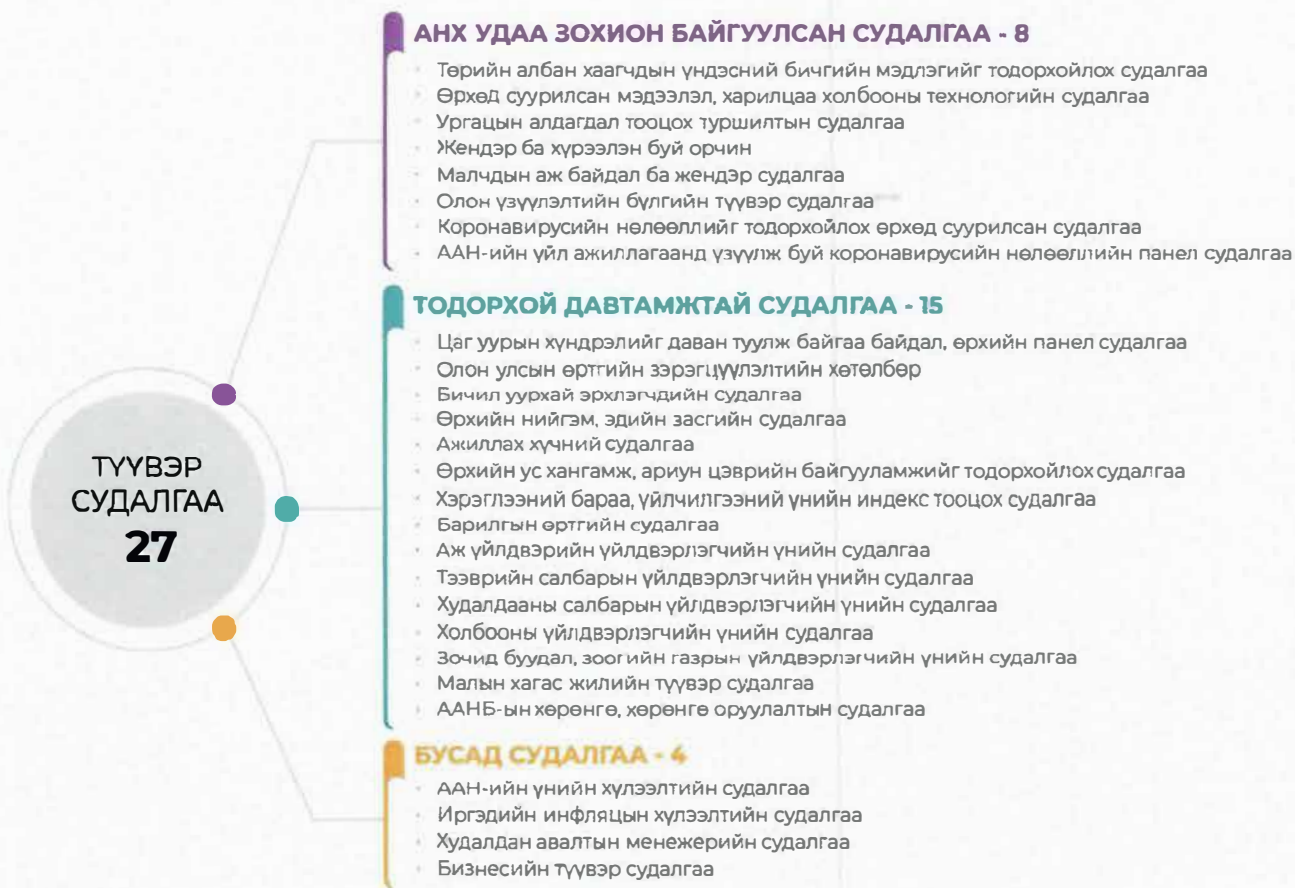 АНХ УДАА ЗОХИОН БАЙГУУЛСАН СУДАЛГАА - 8
Төрийн албан хаагчдын үндэсний бичгийн мэдлэгийг тодорхойлох судалгаа
Өрхөд суурилсан мэдээлэл, харилцаа холбооны технологийн судалгаа
Ургацын алдагдал тооцох туршилтын судалгаа
Жендэр ба хүрээлэн буй орчин
Малчдын аж байдал ба жендэр судалгаа
Олон үзүүлэлтийн бүлгийн түүвэр судалгаа
Коронавирусийн нөлөөллийг тодорхойлох өрхөд суурилсан судалгаа
ААН-ийн үйл ажиллагаанд үзүүлж буй коронавирусийн нөлөөллийн панел судалгаа
ТОДОРХОЙ ДАВТАМЖТАЙ СУДАЛГАА - 15
Цаг уурын хүндрэлийг даван туулж байгаа байдал, өрхийн панел судалгаа
Олон улсын өртгийн зэрэгцүүлэлтийн хөтөлбөр
Бичил уурхай эрхлэгчдийн судалгаа
Өрхийн нийгэм, эдийн засгийн судалгаа
Ажиллах хүчний судалгаа
Өрхийн ус хангамж, ариун цэврийн байгууламжийг тодорхойлох судалгаа
Хэрэглээний бараа, үйлчилгээний үнийн индекс тооцох судалгаа
Барилгын өртгийн судалгаа
Аж үйлдвэрийн үйлдвэрлэгчийн үнийн судалгаа
Тээврийн салбарын үйлдвэрлэгчийн үнийн судалгаа
Худалдааны салбарын үйлдвэрлэгчийн үнийн судалгаа
Холбооны үйлдвэрлэгчийн үнийн судалгаа
Зочид буудал, зоогийн газрын үйлдвэрлэгчийн үнийн судалгаа
Малын хагас жилийн түүвэр судалгаа
ААНБ-ын хөрөнгө, хөрөнгө оруулалтын судалгаа
БУСАД СУДАЛГАА - 4
ААН-ийн үнийн хүлээлтийн судалгаа
Иргэдийн инфляцын хүлээлтийн судалгаа
Худалдан авалтын менежерийн судалгаа
Бизнесийн түүвэр судалгаа
ТҮҮВЭР
СУДАЛГАА
27